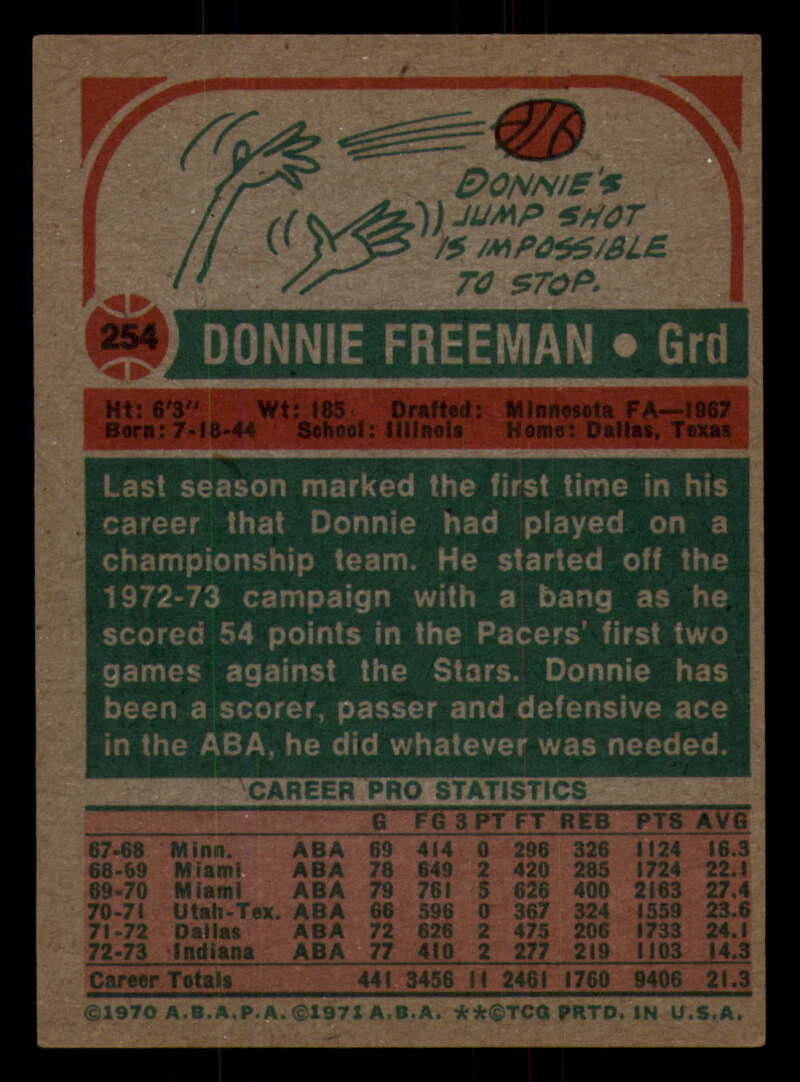 DONNIE'S
JUMP SHOT
IS IMPOSSIBLE
TO STOP.
254 DONNIE FREEMAN • Grd
Ht: 6'3" Wt: 185 Drafted: Minnesota FA—1967
Born: 7-18-44 School: Illinois Home: Dallas, Texas
Last season marked the first time in his
career that Donnie had played on a
championship team. He started off the
1972-73 campaign with a bang as he
scored 54 points in the Pacers' first two
games against the Stars. Donnie has
been a scorer, passer and defensive ace
in the ABA, he did whatever was needed.
CAREER PRO STATISTICS
G FG 3 PT FT REB PTS AVG
67-68 Minn. ABA 69 414 0 296 326 1124 16.3
68-69 Miami ABA 78 649 2 420 285 1724 22.1
69-70 Miami ABA 79 761 5 626 400 2163 27.4
70-71 Utah-Tex. ABA 66 596 0 367 324 1559 23.6
71-72 Dallas ABA 72 626 2 475 206 1733 24.1
72-73 Indiana ABA 77 410 2 277 219 1103 14.3
Career Totals 441 3456 11 2461 1760 9406 21.3
©1970 A.B.A.P.A. ©1971 A.B.A. **©TCG PRTD. IN U.S.A.